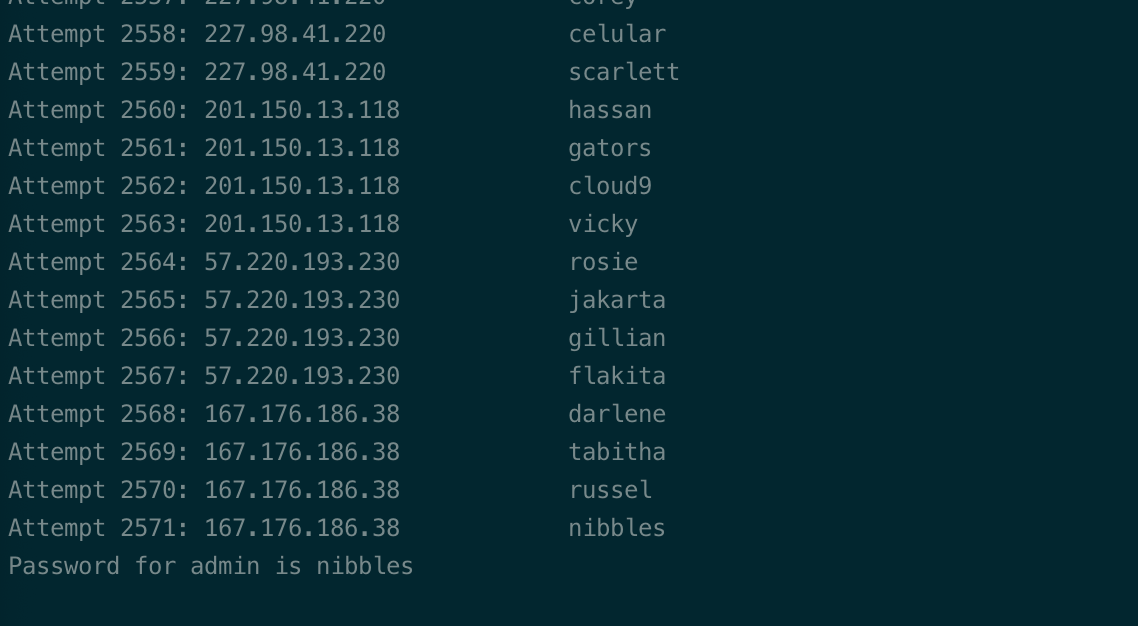 Attempt 2557: 227.98.41.220 corey
Attempt 2558: 227.98.41.220 celular
Attempt 2559: 227.98.41.220 scarlett
Attempt 2560: 201.150.13.118 hassan
Attempt 2561: 201.150.13.118 gators
Attempt 2562: 201.150.13.118 cloud9
Attempt 2563: 201.150.13.118 vicky
Attempt 2564: 57.220.193.230 rosie
Attempt 2565: 57.220.193.230 jakarta
Attempt 2566: 57.220.193.230 gillian
Attempt 2567: 57.220.193.230 flakita
Attempt 2568: 167.176.186.38 darlene
Attempt 2569: 167.176.186.38 tabitha
Attempt 2570: 167.176.186.38 russel
Attempt 2571: 167.176.186.38 nibbles
Password for admin is nibbles